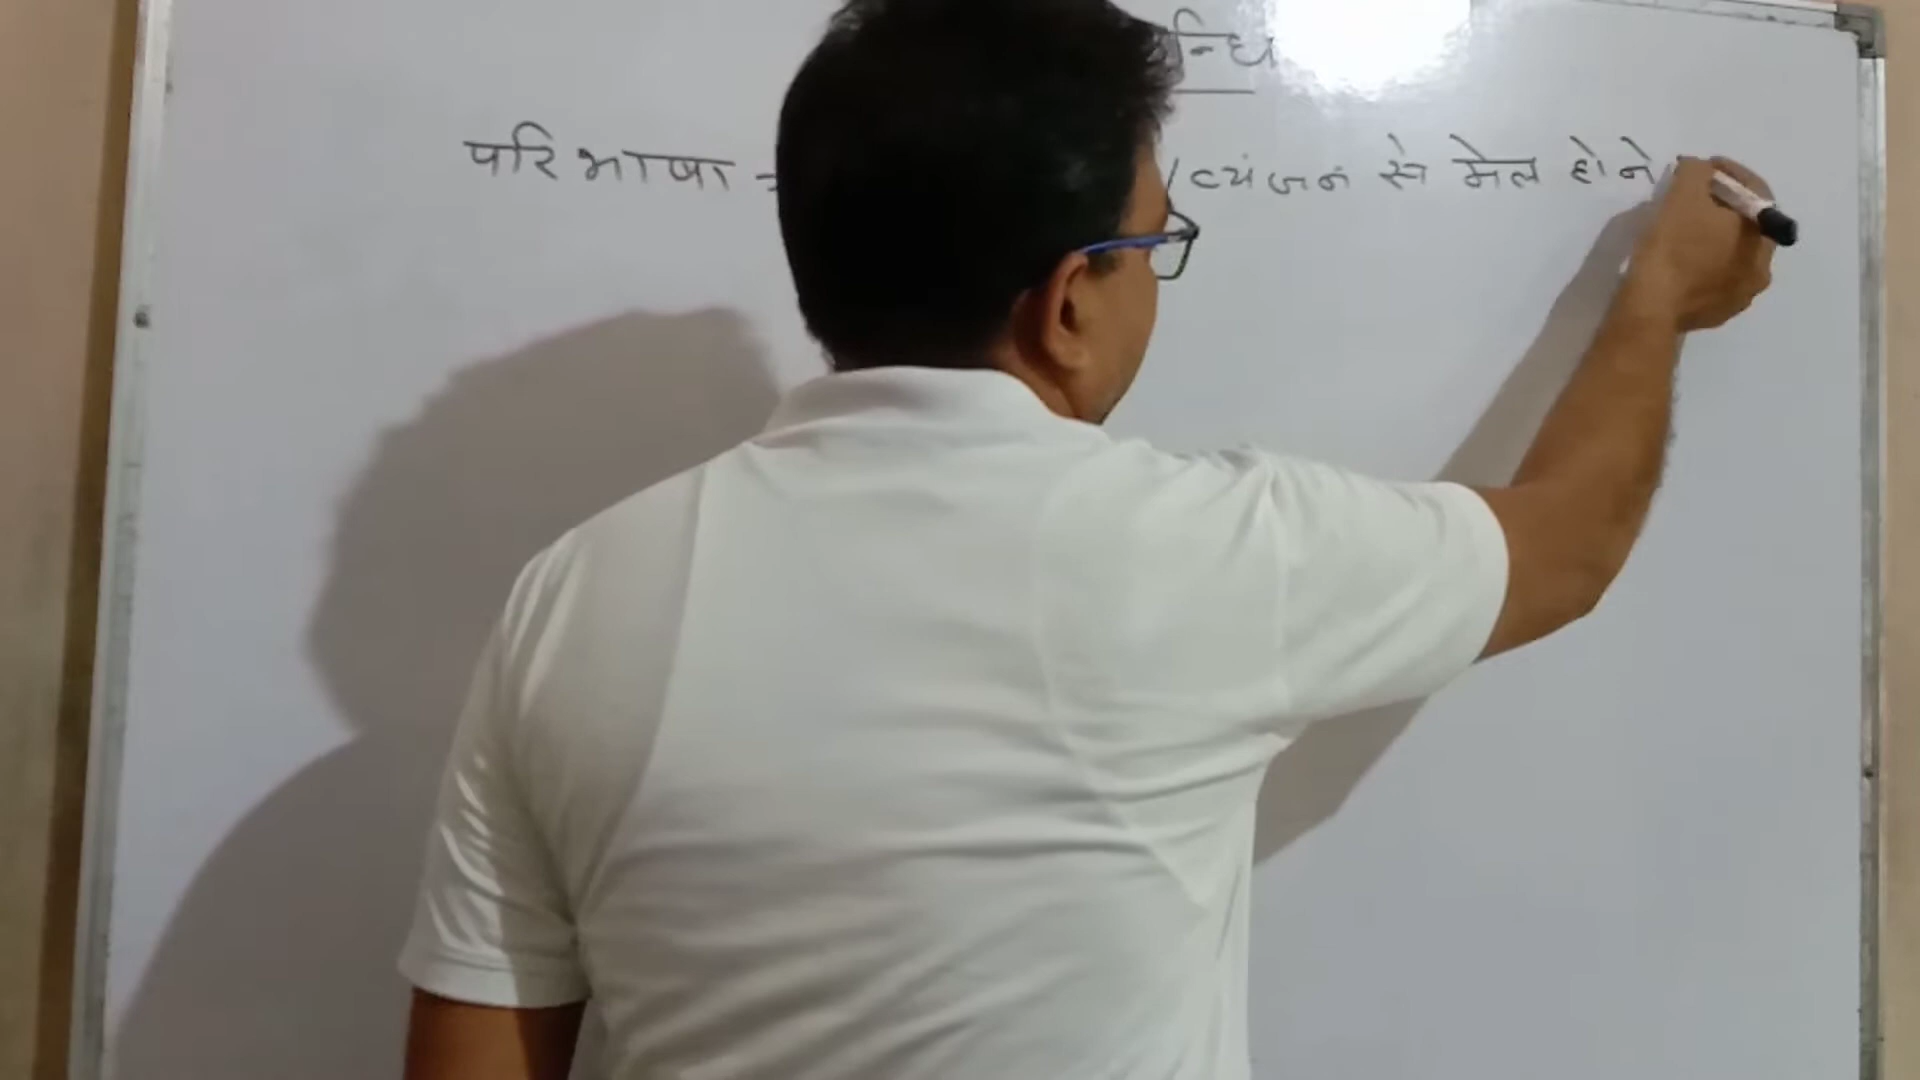 न्धि
परिभाषा / व्यंजन से मेल होने